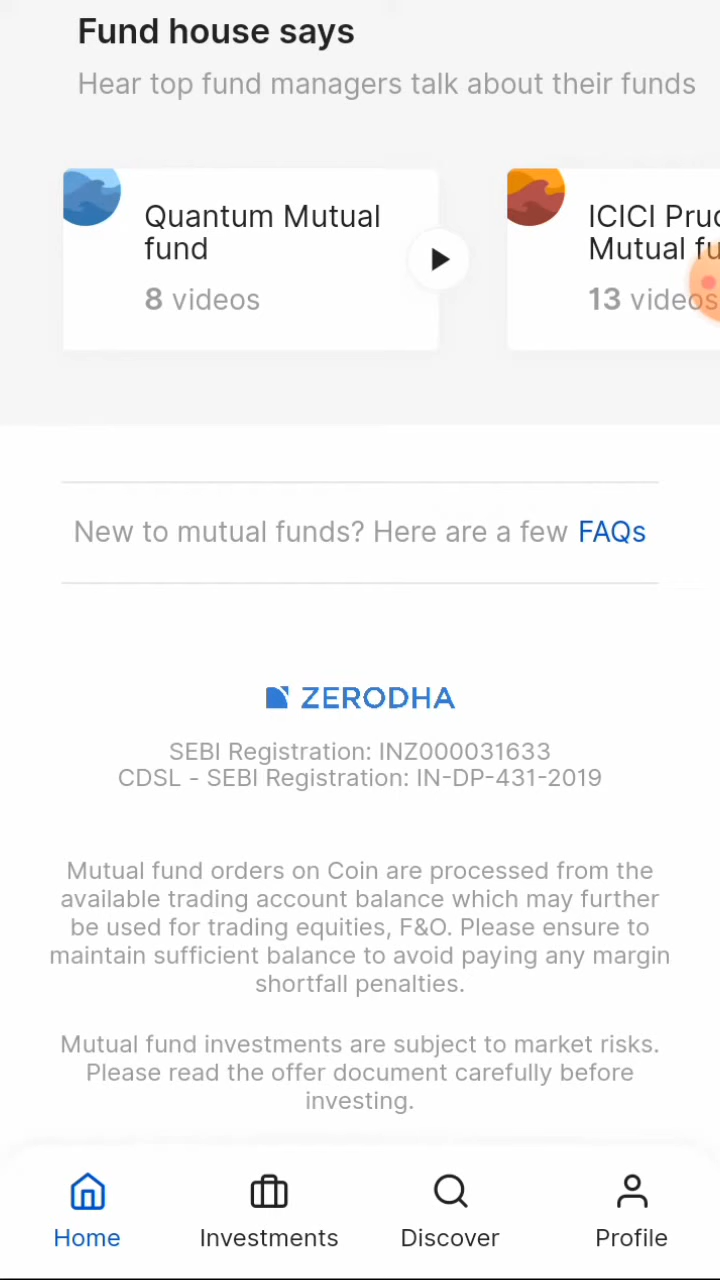 Fund house says
Hear top fund managers talk about their funds
Quantum Mutual
fund
8 videos
ICICI
Mutual
13 videos
New to mutual funds? Here are a few FAQs
ZERODHA
SEBI Registration: INZ000031633
CDSL - SEBI Registration: IN-DP-431-2019
Mutual fund orders on Coin are processed from the
available trading account balance which may further
be used for trading equities, F&O. Please ensure to
maintain sufficient balance to avoid paying any margin
shortfall penalties.
Mutual fund investments are subject to market risks.
Please read the offer document carefully before
investing.
Home
Investments
Discover
Profile